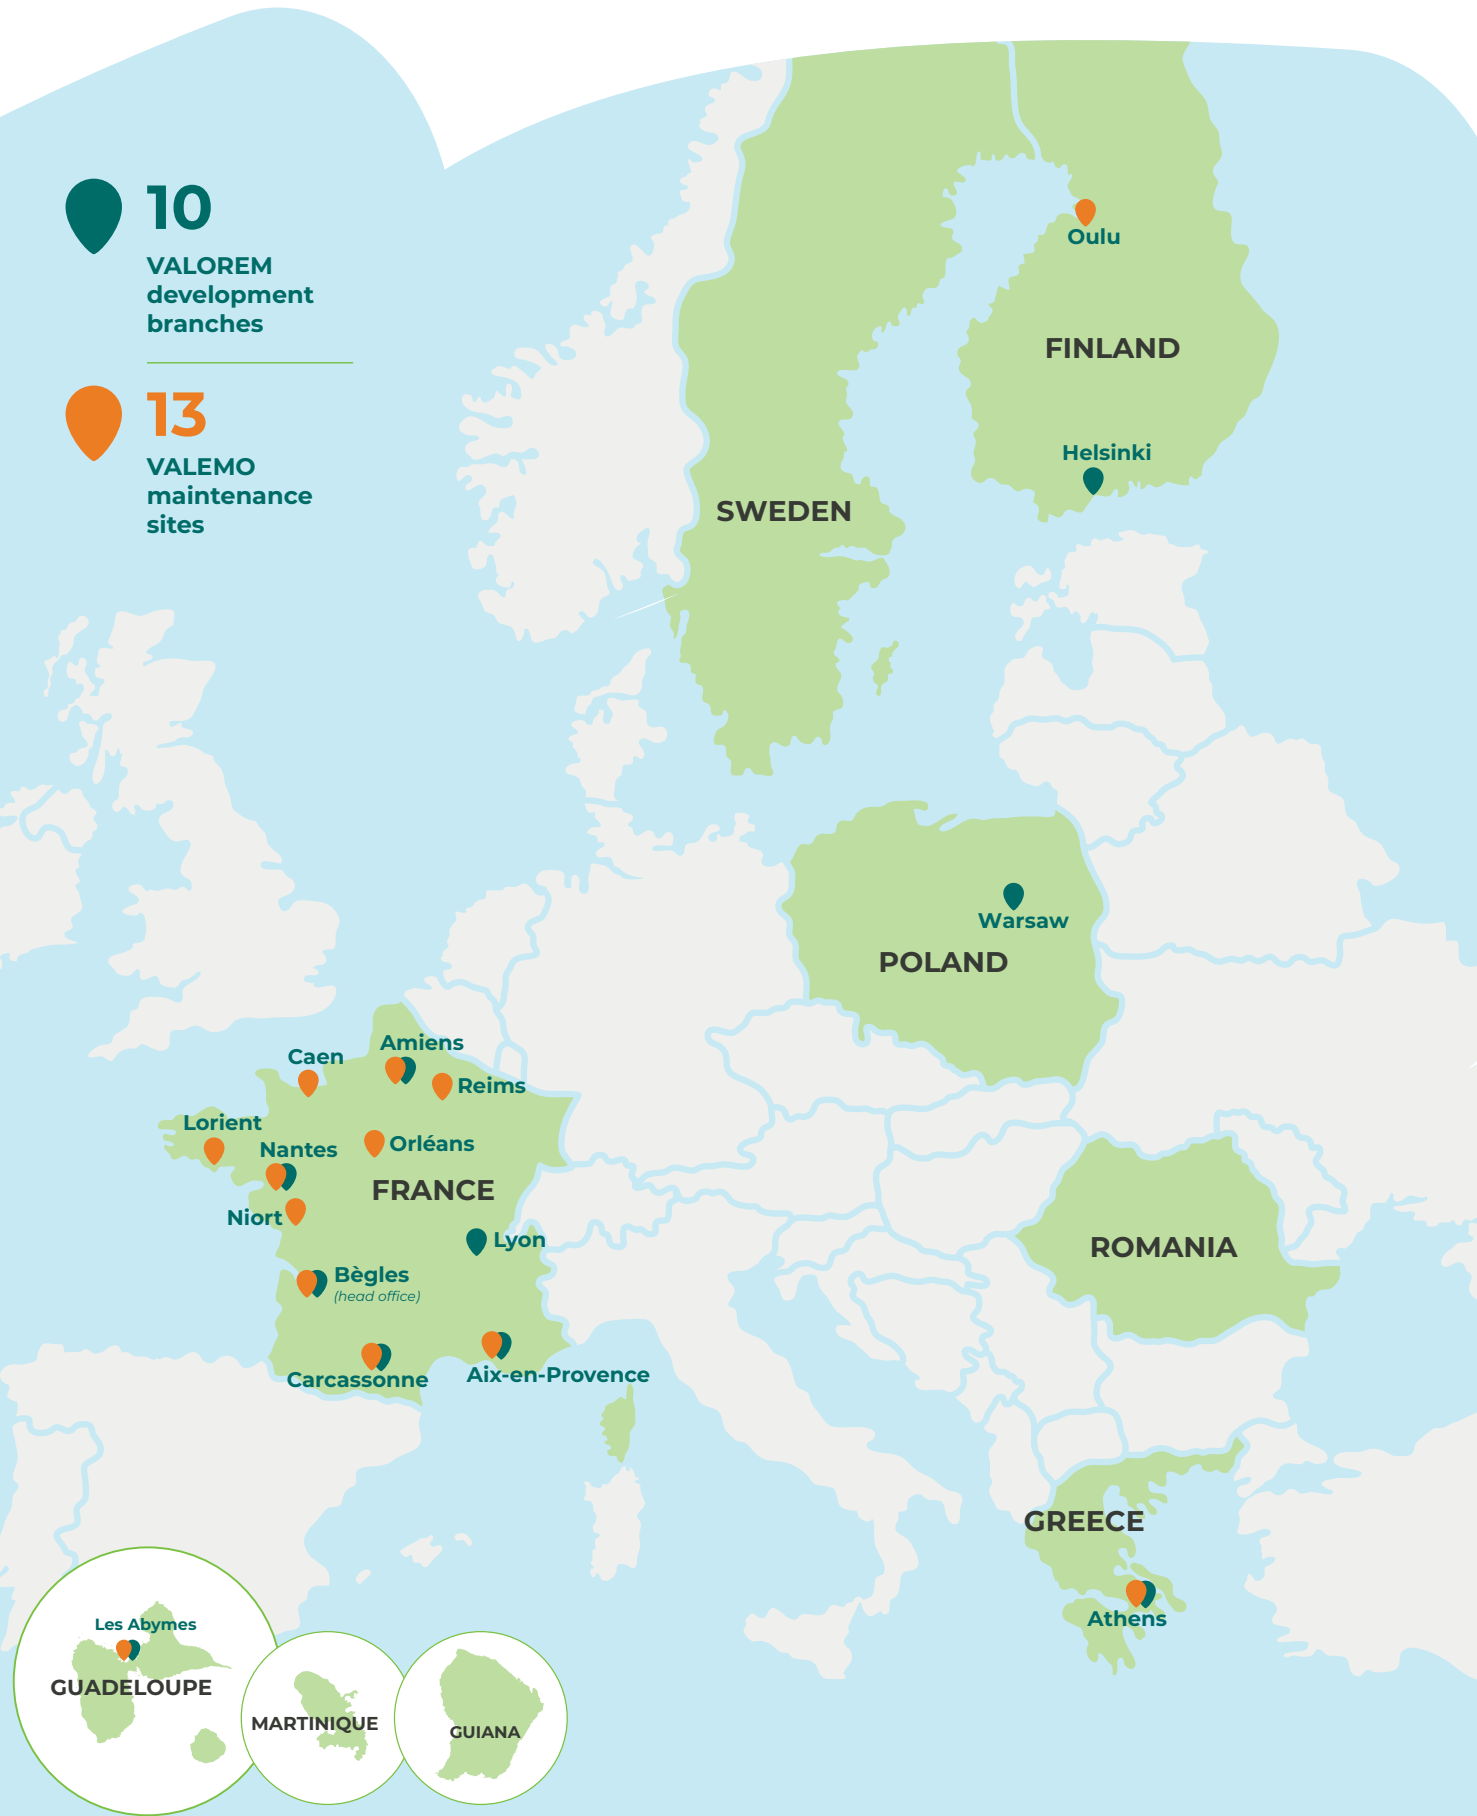 10
VALOREM
development
branches
13
VALEMO
maintenance
sites
Oulu
FINLAND
Helsinki
SWEDEN
Warsaw
POLAND
Caen
Amiens
Reims
Lorient
Orléans
Nantes
FRANCE
Niort
Lyon
Bègles
(head office)
ROMANIA
Carcassonne
Aix-en-Provence
GREECE
Athens
Les Abymes
GUADELOUPE
MARTINIQUE
GUIANA